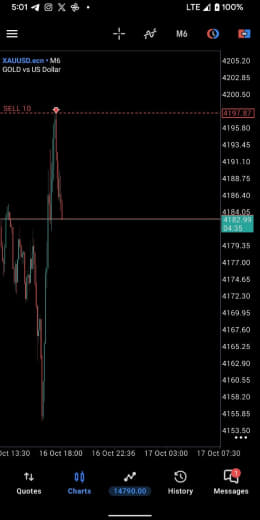 5:01
LTE 100%
M6
XAUUSD.ecn • M6
GOLD vs US Dollar
4205.20
4202.85
4200.50
SELL 10
4197.87
4195.80
4193.45
4191.10
4188.75
4186.40
4184.05
4182.99
04:35
4179.35
4177.00
4174.65
4172.30
4169.95
4167.60
4165.25
4162.90
4160.55
4158.20
4155.85
4153.50
Oct 13:30
16 Oct 18:00
16 Oct 22:36
17 Oct 03:00
17 Oct 07:30
Quotes
Charts
14790.00
History
Messages